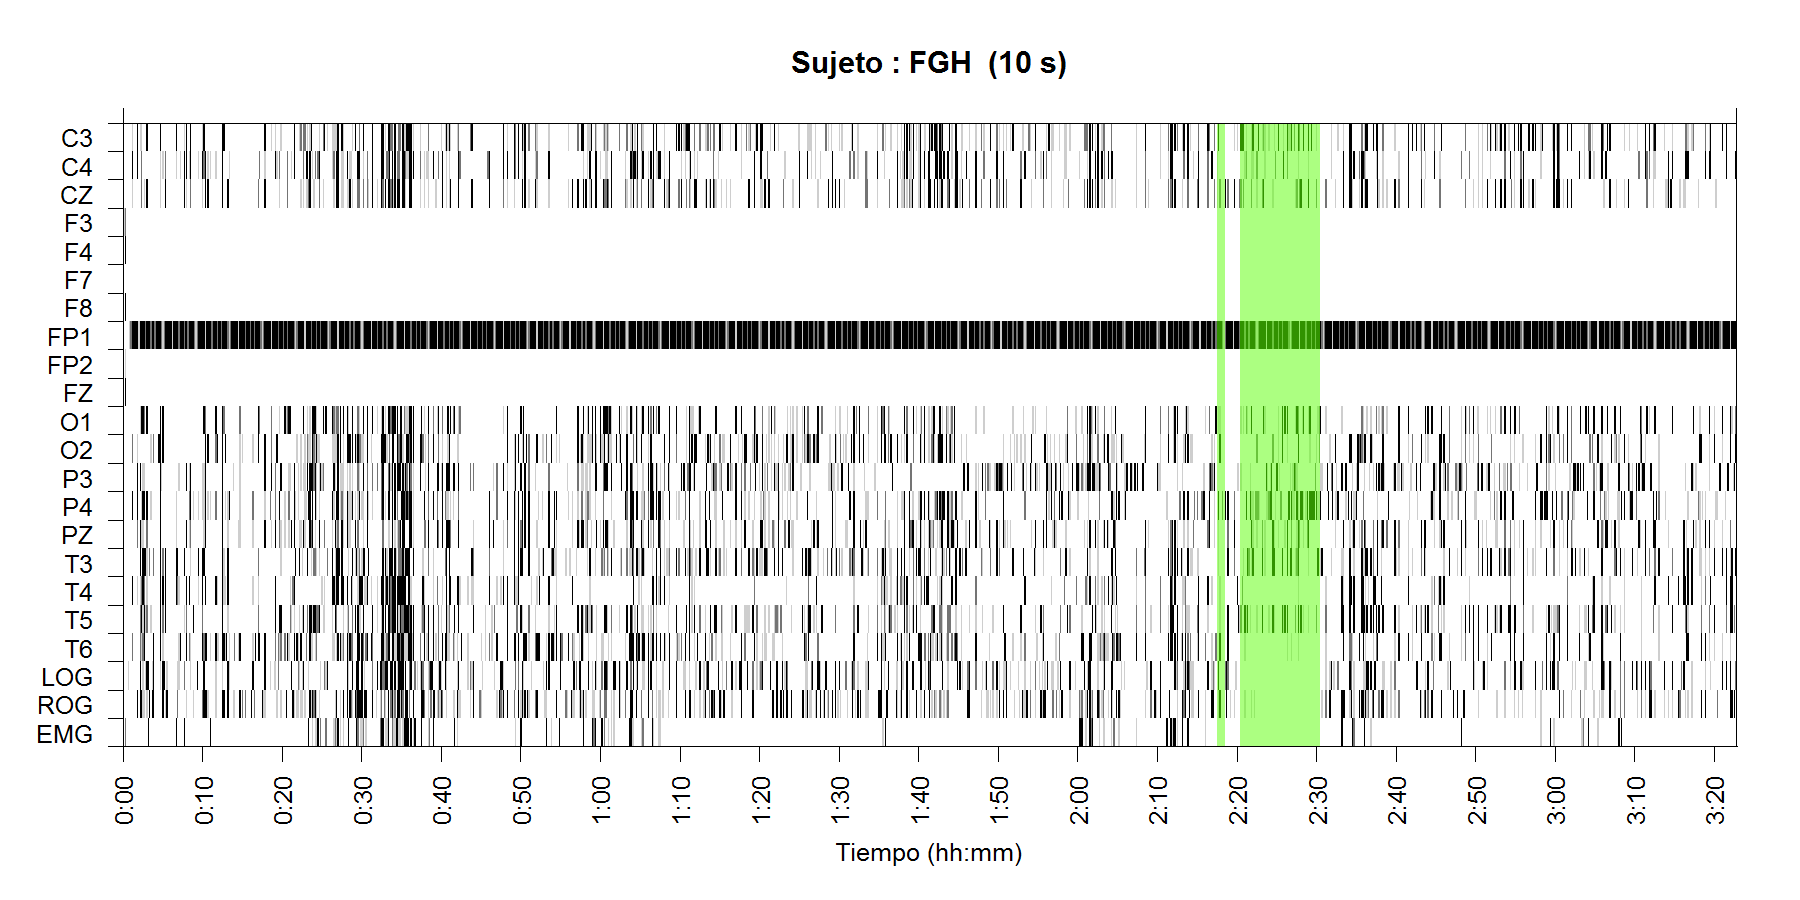 Sujeto : FGH  (10 s)
C3
C4
CZ
F3
F4
F7
F8
FP1
FP2
FZ
O1
O2
P3
P4
PZ
T3
T4
T5
T6
LOG
ROG
EMG
0:00
0:10
0:20
0:30
0:40
0:50
1:00
1:10
1:20
1:30
1:40
1:50
2:00
2:10
2:20
2:30
2:40
2:50
3:00
3:10
3:20
Tiempo (hh:mm)